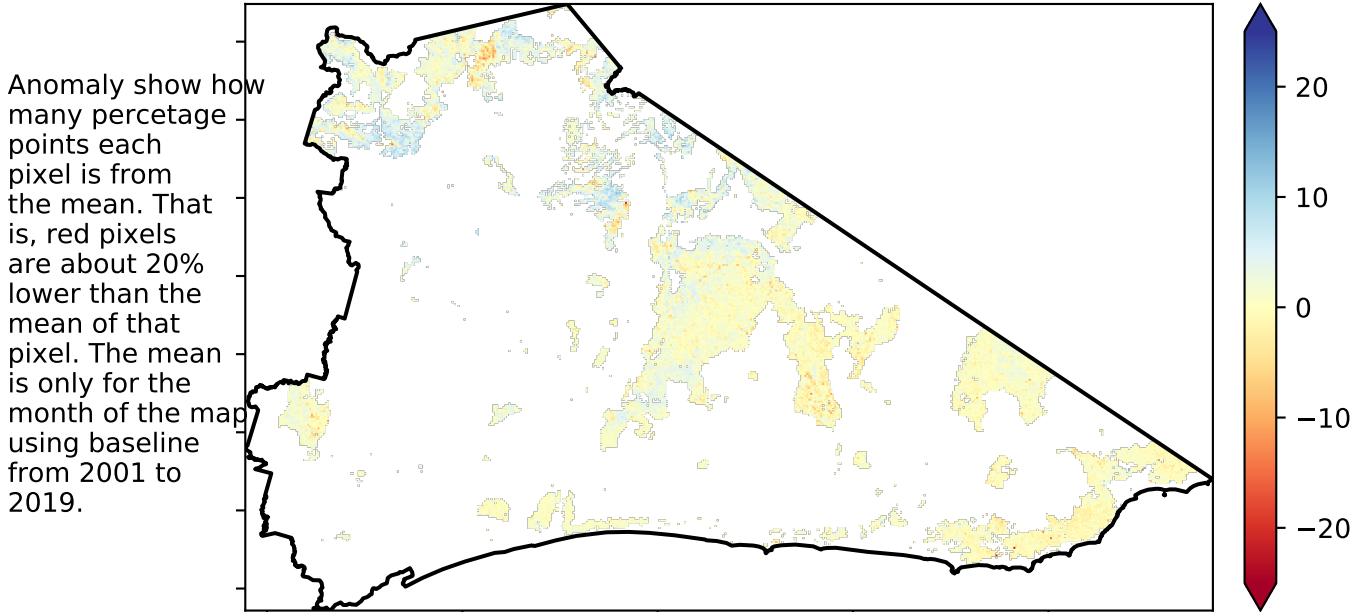 Anomaly show how
many percetage
points each
pixel is from
the mean. That
is, red pixels
are about 20%
lower than the
mean of that
pixel. The mean
is only for the
month of the map
using baseline
from 2001 to
2019.
20
10
0
−10
−20